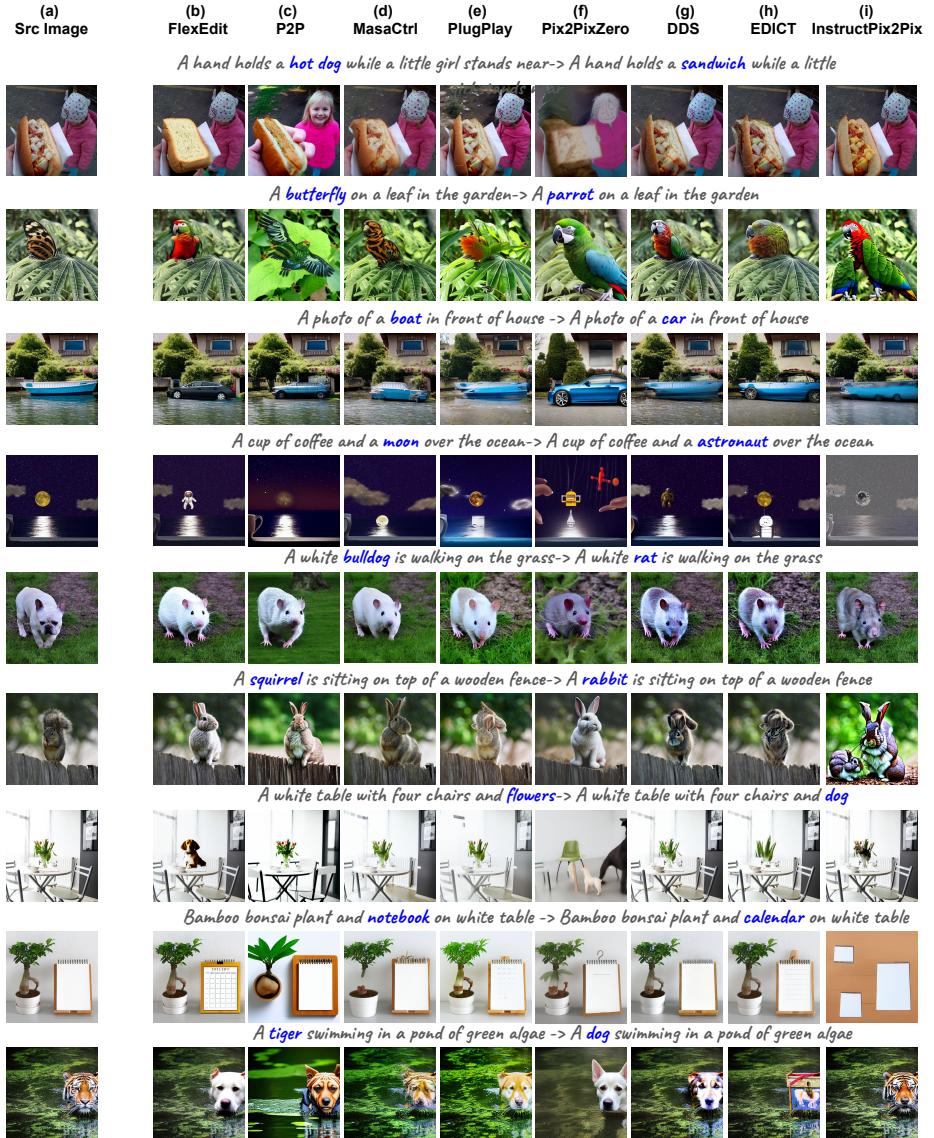 (a) (b) (c) (d) (e) (f) (g) (h) (i)
Src Image FlexEdit P2P MasaCtrl PlugPlay Pix2PixZero DDS EDICT InstructPix2Pix
A hand holds a hot dog while a little girl stands near-> A hand holds a sandwich while a little
A butterfly on a leaf in the garden-> A parrot on a leaf in the garden
A photo of a boat in front of house -> A photo of a car in front of house
A cup of coffee and a moon over the ocean-> A cup of coffee and a astronaut over the ocean
A white bulldog is walking on the grass-> A white rat is walking on the grass
A squirrel is sitting on top of a wooden fence-> A rabbit is sitting on top of a wooden fence
A white table with four chairs and flowers-> A white table with four chairs and dog
Bamboo bonsai plant and notebook on white table -> Bamboo bonsai plant and calendar on white table
A tiger swimming in a pond of green algae -> A dog swimming in a pond of green algae